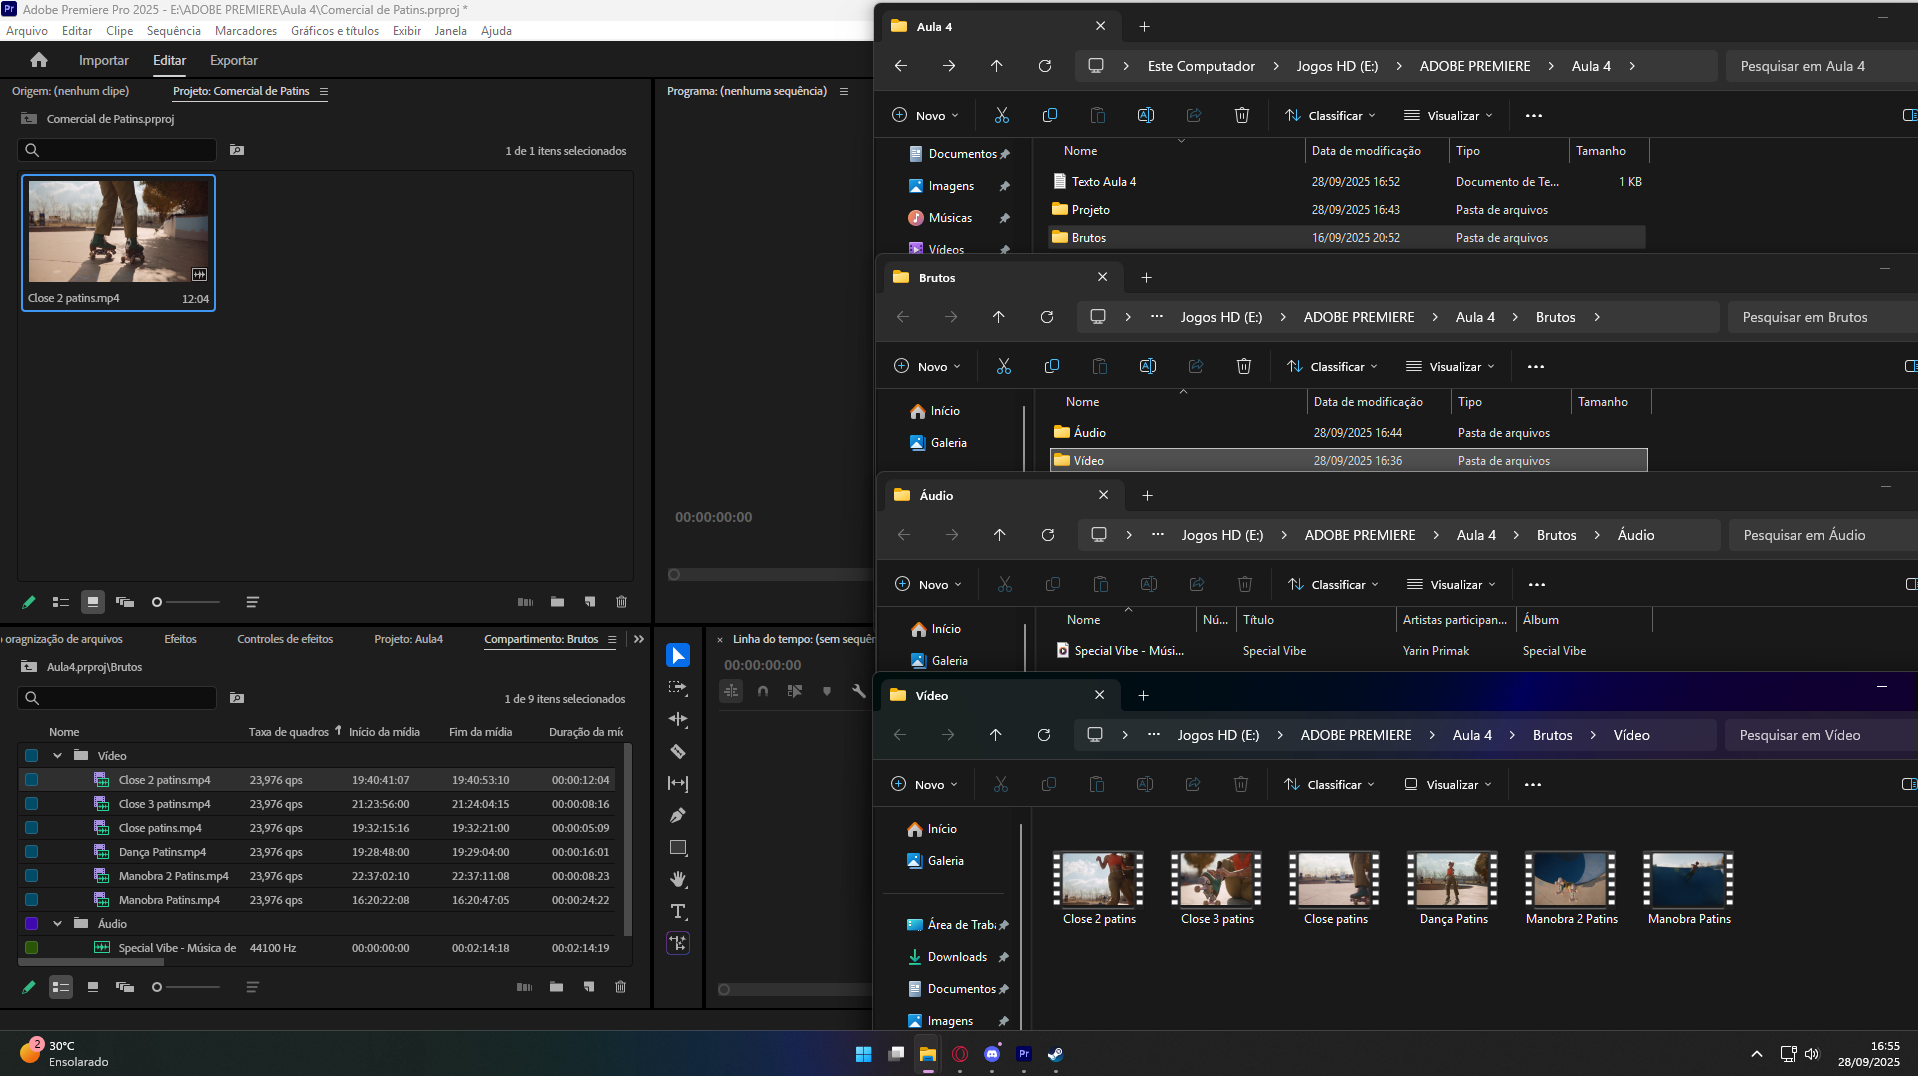 Pr Adobe Premiere Pro 2025 - E:\ADOBE PREMIERE\Aula 4\Comercial de Patins.prproj *
Arquivo Editar Clipe Sequência Marcadores Gráficos e títulos Exibir Janela Ajuda
Importar Editar Exportar
Origem: (nenhum clipe) Projeto: Comercial de Patins
Comercial de Patins.prproj
1 de 1 itens selecionados
Close 2 patins.mp4 12:04
Programa: (nenhuma sequência)
00:00:00:00
oragnização de arquivos Efeitos Controles de efeitos Projeto: Aula4 Compartimento: Brutos
Aula4.prproj\Brutos
1 de 9 itens selecionados
Nome Taxa de quadros Início da mídia Fim da mídia Duração da míc
Vídeo
Close 2 patins.mp4 23,976 qps 19:40:41:07 19:40:53:10 00:00:12:04
Close 3 patins.mp4 23,976 qps 21:23:56:00 21:24:04:15 00:00:08:16
Close patins.mp4 23,976 qps 19:32:15:16 19:32:21:00 00:00:05:09
Dança Patins.mp4 23,976 qps 19:28:48:00 19:29:04:00 00:00:16:01
Manobra 2 Patins.mp4 23,976 qps 22:37:02:10 22:37:11:08 00:00:08:23
Manobra Patins.mp4 23,976 qps 16:20:22:08 16:20:47:05 00:00:24:22
Áudio
Special Vibe - Música de 44100 Hz 00:00:00:00 00:02:14:18 00:02:14:19
Linha do tempo: (sem sequên
00:00:00:00
Aula 4
Este Computador Jogos HD (E:) ADOBE PREMIERE Aula 4 Pesquisar em Aula 4
Novo Classificar Visualizar
Documentos
Imagens
Músicas
Vídeos
Nome Data de modificação Tipo Tamanho
Texto Aula 4 28/09/2025 16:52 Documento de Te... 1 KB
Projeto 28/09/2025 16:43 Pasta de arquivos
Brutos 16/09/2025 20:52 Pasta de arquivos
Brutos
Jogos HD (E:) ADOBE PREMIERE Aula 4 Brutos Pesquisar em Brutos
Novo Classificar Visualizar
Início
Galeria
Nome Data de modificação Tipo Tamanho
Áudio 28/09/2025 16:44 Pasta de arquivos
Vídeo 28/09/2025 16:36 Pasta de arquivos
Áudio
Jogos HD (E:) ADOBE PREMIERE Aula 4 Brutos Áudio Pesquisar em Áudio
Novo Classificar Visualizar
Início
Galeria
Nome Nú... Título Artistas participan... Álbum
Special Vibe - Músi... Special Vibe Yarin Primak Special Vibe
Vídeo
Jogos HD (E:) ADOBE PREMIERE Aula 4 Brutos Vídeo Pesquisar em Vídeo
Novo Classificar Visualizar
Início
Galeria
Área de Traba
Downloads
Documentos
Imagens
Close 2 patins Close 3 patins Close patins Dança Patins Manobra 2 Patins Manobra Patins
2 30°C
Ensolarado
Pr
16:55
28/09/2025